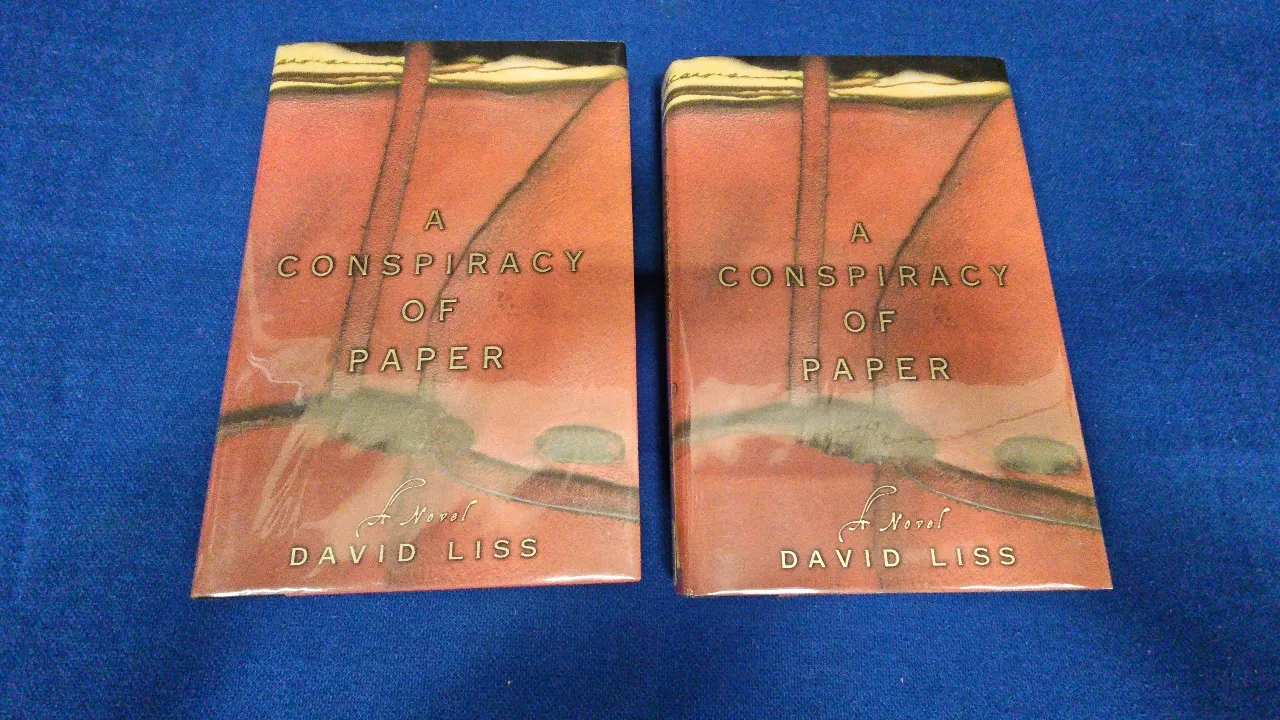 A
CONSPIRACY
OF
PAPER
A Novel
DAVID LISS
A
CONSPIRACY
OF
PAPER
A Novel
DAVID LISS